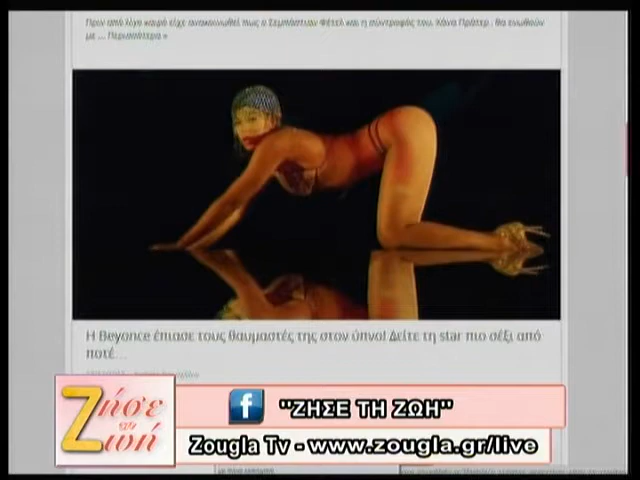 Πριν από λίγο καιρό είχε ανακοινωθεί πως ο Σεμπάστιαν Φέτελ και η σύντροφός του, Χάνα Πράτερ, θα ενωθούν
με ... Περισσότερα »
Η Beyonce έπιασε τους θαυμαστές της στον ύπνο! Δείτε τη star πιο σέξι από
ποτέ...
Ζήσε
τη
Ζωή
f "ΖΗΣΕ ΤΗ ΖΩΗ"
Zougla Tv - www.zougla.gr/live